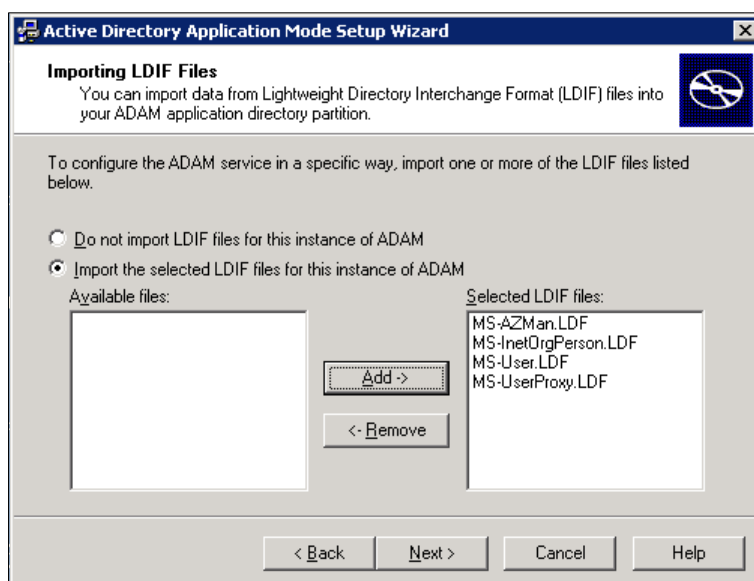 Active Directory Application Mode Setup Wizard
Importing LDIF Files
You can import data from Lightweight Directory Interchange Format (LDIF) files into
your ADAM application directory partition.
To configure the ADAM service in a specific way, import one or more of the LDIF files listed
below.
Do not import LDIF files for this instance of ADAM
Import the selected LDIF files for this instance of ADAM
Available files:
Selected LDIF files:
MS-AZMan.LDF
MS-InetOrgPerson.LDF
MS-User.LDF
MS-UserProxy.LDF
Add ->
<- Remove
< Back
Next >
Cancel
Help